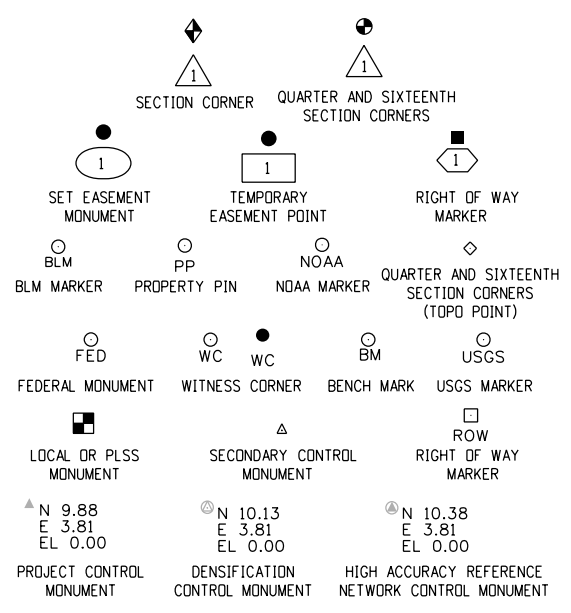 1
SECTION CORNER
1
QUARTER AND SIXTEENTH
SECTION CORNERS
1
SET EASEMENT
MONUMENT
1
TEMPORARY
EASEMENT POINT
1
RIGHT OF WAY
MARKER
BLM
BLM MARKER
PP
PROPERTY PIN
NOAA
NOAA MARKER
QUARTER AND SIXTEENTH
SECTION CORNERS
(TOPO POINT)
FED
FEDERAL MONUMENT
WC WC
WITNESS CORNER
BM
BENCH MARK
USGS
USGS MARKER
LOCAL OR PLSS
MONUMENT
SECONDARY CONTROL
MONUMENT
ROW
RIGHT OF WAY
MARKER
N 9.88
E 3.81
EL 0.00
PROJECT CONTROL
MONUMENT
N 10.13
E 3.81
EL 0.00
DENSIFICATION
CONTROL MONUMENT
N 10.38
E 3.81
EL 0.00
HIGH ACCURACY REFERENCE
NETWORK CONTROL MONUMENT